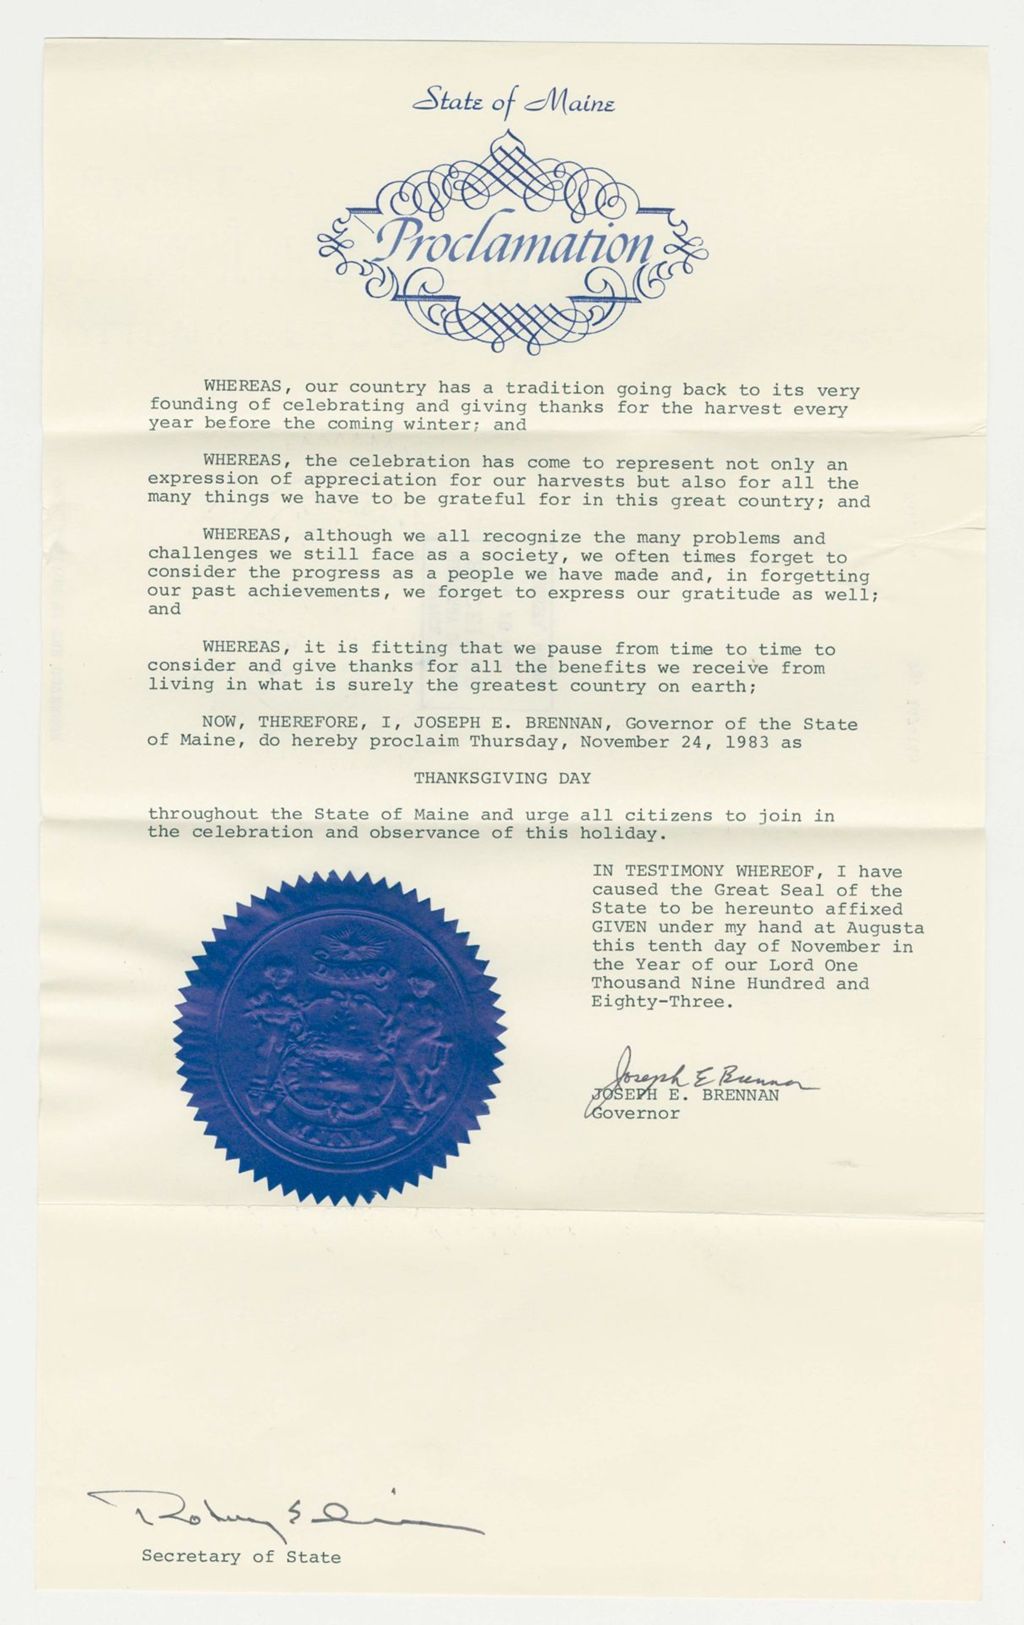 State of Maine
Proclamation
WHEREAS, our country has a tradition going back to its very
founding of celebrating and giving thanks for the harvest every
year before the coming winter; and
WHEREAS, the celebration has come to represent not only an
expression of appreciation for our harvests but also for all the
many things we have to be grateful for in this great country; and
WHEREAS, although we all recognize the many problems and
challenges we still face as a society, we often times forget to
consider the progress as a people we have made and, in forgetting
our past achievements, we forget to express our gratitude as well;
and
WHEREAS, it is fitting that we pause from time to time to
consider and give thanks for all the benefits we receive from
living in what is surely the greatest country on earth;
NOW, THEREFORE, I, JOSEPH E. BRENNAN, Governor of the State
of Maine, do hereby proclaim Thursday, November 24, 1983 as
THANKSGIVING DAY
throughout the State of Maine and urge all citizens to join in
the celebration and observance of this holiday.
IN TESTIMONY WHEREOF, I have
caused the Great Seal of the
State to be hereunto affixed
GIVEN under my hand at Augusta
this tenth day of November in
the Year of our Lord One
Thousand Nine Hundred and
Eighty-Three.
DIRIGO
MAINE
Joseph E Brennan
JOSEPH E. BRENNAN
Governor
Rodney S
Secretary of State